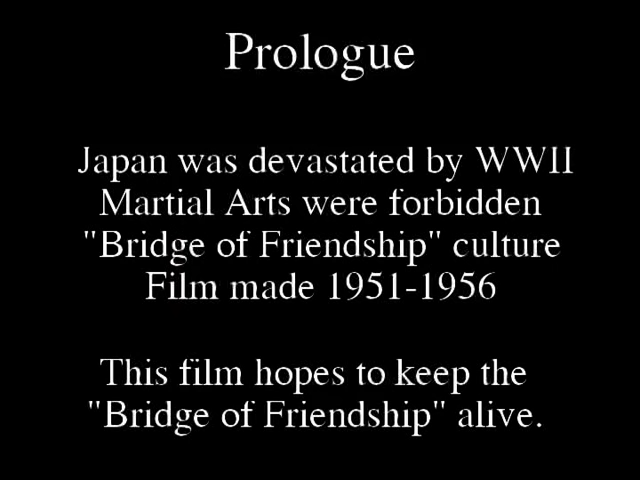 Prologue
Japan was devastated by WWII
Martial Arts were forbidden
"Bridge of Friendship" culture
Film made 1951-1956
This film hopes to keep the
"Bridge of Friendship" alive.